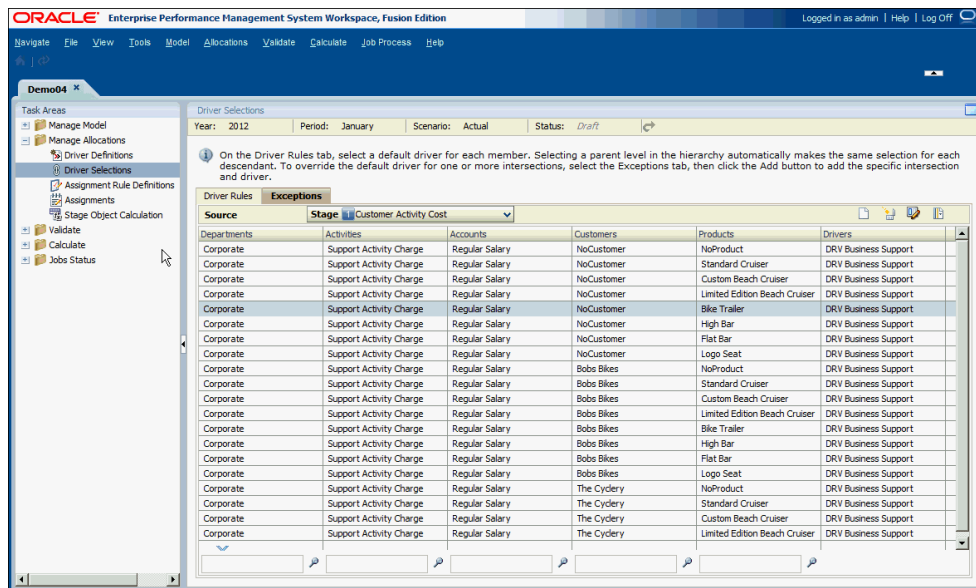 ORACLE Enterprise Performance Management System Workspace, Fusion Edition
Logged in as admin | Help | Log Off
Navigate File View Tools Model Allocations Validate Calculate Job Process Help
Demo04 ×
Task Areas
Manage Model
Manage Allocations
Driver Definitions
Driver Selections
Assignment Rule Definitions
Assignments
Stage Object Calculation
Validate
Calculate
Jobs Status
Driver Selections
Year: 2012 Period: January Scenario: Actual Status: Draft
On the Driver Rules tab, select a default driver for each member. Selecting a parent level in the hierarchy automatically makes the same selection for each
descendant. To override the default driver for one or more intersections, select the Exceptions tab, then click the Add button to add the specific intersection
and driver.
Driver Rules Exceptions
Source Stage Customer Activity Cost
Departments Activities Accounts Customers Products Drivers
Corporate Support Activity Charge Regular Salary NoCustomer NoProduct DRV Business Support
Corporate Support Activity Charge Regular Salary NoCustomer Standard Cruiser DRV Business Support
Corporate Support Activity Charge Regular Salary NoCustomer Custom Beach Cruiser DRV Business Support
Corporate Support Activity Charge Regular Salary NoCustomer Limited Edition Beach Cruiser DRV Business Support
Corporate Support Activity Charge Regular Salary NoCustomer Bike Trailer DRV Business Support
Corporate Support Activity Charge Regular Salary NoCustomer High Bar DRV Business Support
Corporate Support Activity Charge Regular Salary NoCustomer Flat Bar DRV Business Support
Corporate Support Activity Charge Regular Salary NoCustomer Logo Seat DRV Business Support
Corporate Support Activity Charge Regular Salary Bobs Bikes NoProduct DRV Business Support
Corporate Support Activity Charge Regular Salary Bobs Bikes Standard Cruiser DRV Business Support
Corporate Support Activity Charge Regular Salary Bobs Bikes Custom Beach Cruiser DRV Business Support
Corporate Support Activity Charge Regular Salary Bobs Bikes Limited Edition Beach Cruiser DRV Business Support
Corporate Support Activity Charge Regular Salary Bobs Bikes Bike Trailer DRV Business Support
Corporate Support Activity Charge Regular Salary Bobs Bikes High Bar DRV Business Support
Corporate Support Activity Charge Regular Salary Bobs Bikes Flat Bar DRV Business Support
Corporate Support Activity Charge Regular Salary Bobs Bikes Logo Seat DRV Business Support
Corporate Support Activity Charge Regular Salary The Cyclery NoProduct DRV Business Support
Corporate Support Activity Charge Regular Salary The Cyclery Standard Cruiser DRV Business Support
Corporate Support Activity Charge Regular Salary The Cyclery Custom Beach Cruiser DRV Business Support
Corporate Support Activity Charge Regular Salary The Cyclery Limited Edition Beach Cruiser DRV Business Support